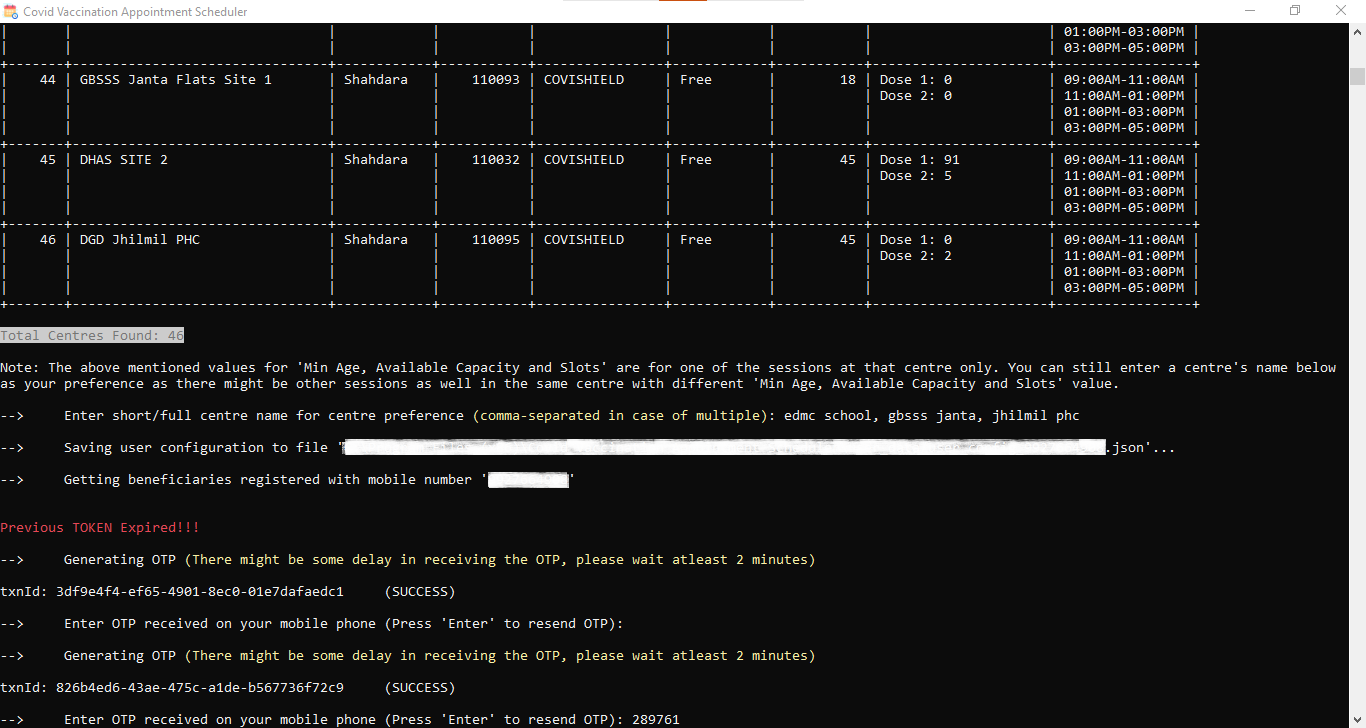 Covid Vaccination Appointment Scheduler
01:00PM-03:00PM
03:00PM-05:00PM
44 | GBSSS Janta Flats Site 1 | Shahdara | 110093 | COVISHIELD | Free | 18 | Dose 1: 0 | 09:00AM-11:00AM
Dose 2: 0 | 11:00AM-01:00PM
01:00PM-03:00PM
03:00PM-05:00PM
45 | DHAS SITE 2 | Shahdara | 110032 | COVISHIELD | Free | 45 | Dose 1: 91 | 09:00AM-11:00AM
Dose 2: 5 | 11:00AM-01:00PM
01:00PM-03:00PM
03:00PM-05:00PM
46 | DGD Jhilmil PHC | Shahdara | 110095 | COVISHIELD | Free | 45 | Dose 1: 0 | 09:00AM-11:00AM
Dose 2: 2 | 11:00AM-01:00PM
01:00PM-03:00PM
03:00PM-05:00PM
Total Centres Found: 46
Note: The above mentioned values for 'Min Age, Available Capacity and Slots' are for one of the sessions at that centre only. You can still enter a centre's name below
as your preference as there might be other sessions as well in the same centre with different 'Min Age, Available Capacity and Slots' value.
--> Enter short/full centre name for centre preference (comma-separated in case of multiple): edmc school, gbsss janta, jhilmil phc
--> Saving user configuration to file '.json'...
--> Getting beneficiaries registered with mobile number ''
Previous TOKEN Expired!!!
--> Generating OTP (There might be some delay in receiving the OTP, please wait atleast 2 minutes)
txnId: 3df9e4f4-ef65-4901-8ec0-01e7dafaedc1 (SUCCESS)
--> Enter OTP received on your mobile phone (Press 'Enter' to resend OTP):
--> Generating OTP (There might be some delay in receiving the OTP, please wait atleast 2 minutes)
txnId: 826b4ed6-43ae-475c-a1de-b567736f72c9 (SUCCESS)
--> Enter OTP received on your mobile phone (Press 'Enter' to resend OTP): 289761